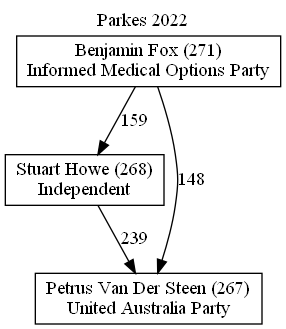 Parkes 2022
Benjamin Fox (271)
Informed Medical Options Party
159
Stuart Howe (268)
Independent
148
239
Petrus Van Der Steen (267)
United Australia Party